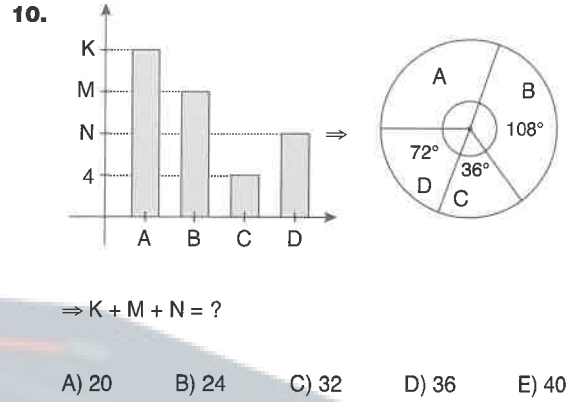 10.
K
M
N
4
A B C D
⇒
A
B
108°
72°
36°
D
C
⇒ K + M + N = ?
A) 20 B) 24 C) 32 D) 36 E) 40